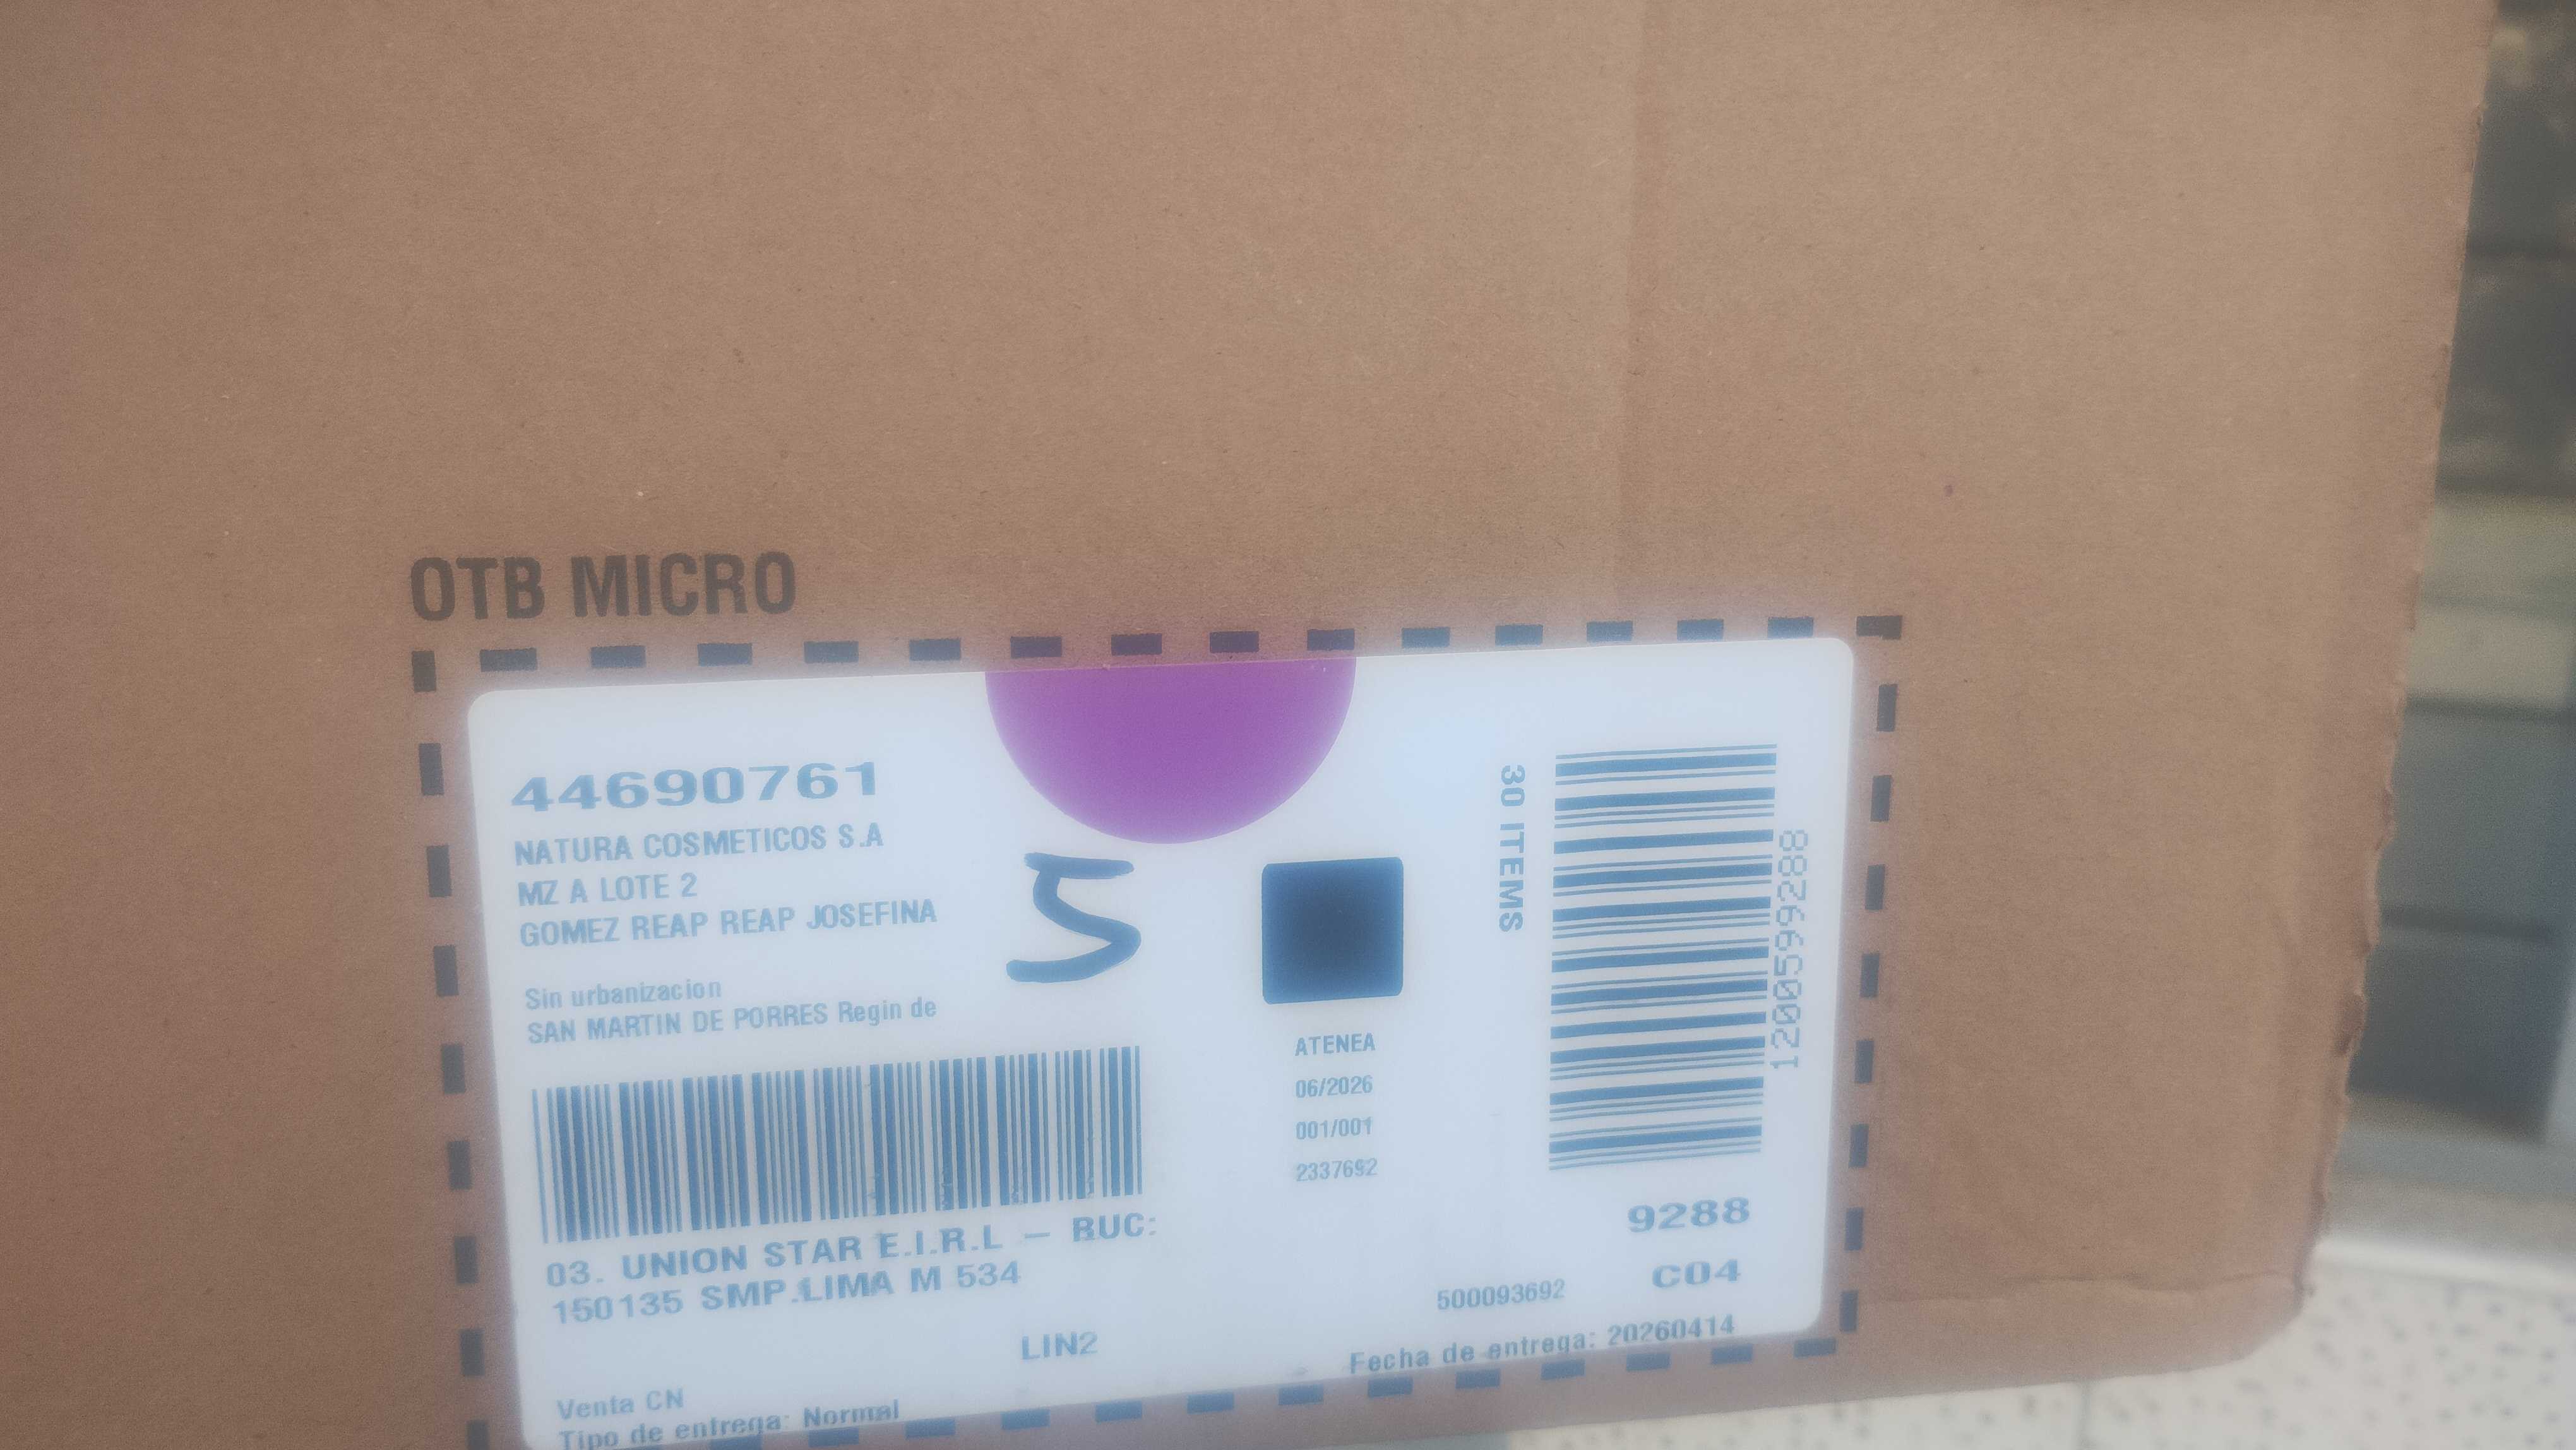 OTB MICRO
44690761
NATURA COSMETICOS S.A
MZ A LOTE 2
GOMEZ REAP REAP JOSEFINA
Sin urbanizacion
SAN MARTIN DE PORRES Regin de
5
ATENEA
06/2026
001/001
2337692
30 ITEMS
1200599288
03. UNION STAR E.I.R.L – RUC:
150135 SMP.LIMA M 534
LIN2
9288
C04
500093692
Fecha de entrega: 20260414
Venta CN
Tipo de entrega: Normal